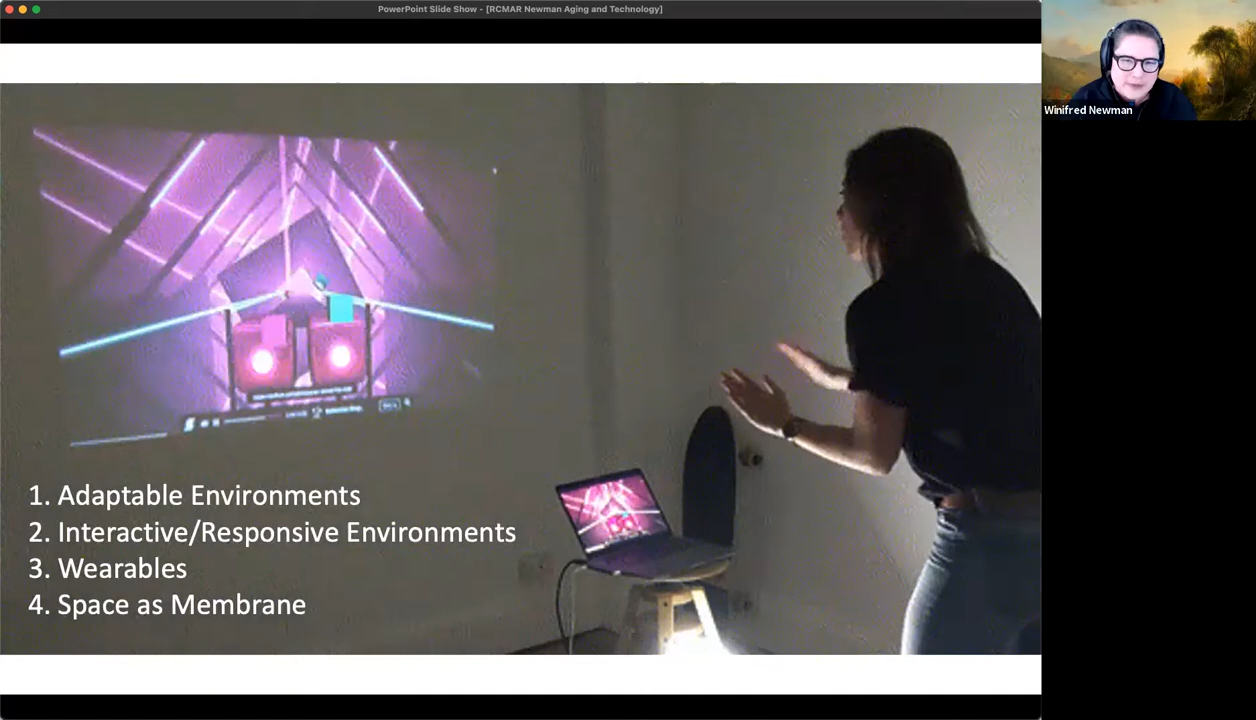 PowerPoint Slide Show - [RCMAR Newman Aging and Technology]
Winifred Newman
1. Adaptable Environments
2. Interactive/Responsive Environments
3. Wearables
4. Space as Membrane